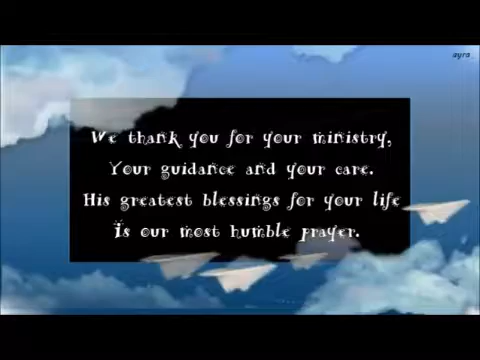 ayra
We thank you for your ministry,
Your guidance and your care.
His greatest blessings for your life
Is our most humble prayer.